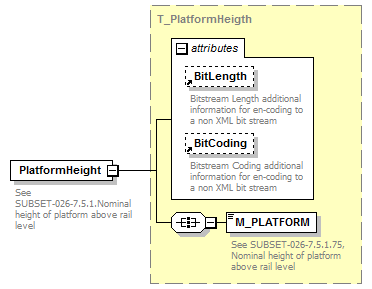 T_PlatformHeigth
attributes
BitLength
Bitstream Length additional
information for en-coding to
a non XML bit stream
BitCoding
Bitstream Coding additional
information for en-coding to
a non XML bit stream
PlatformHeight
See
SUBSET-026-7.5.1.Nominal
height of platform above rail
level
M_PLATFORM
See SUBSET-026-7.5.1.75,
Nominal height of platform
above rail level